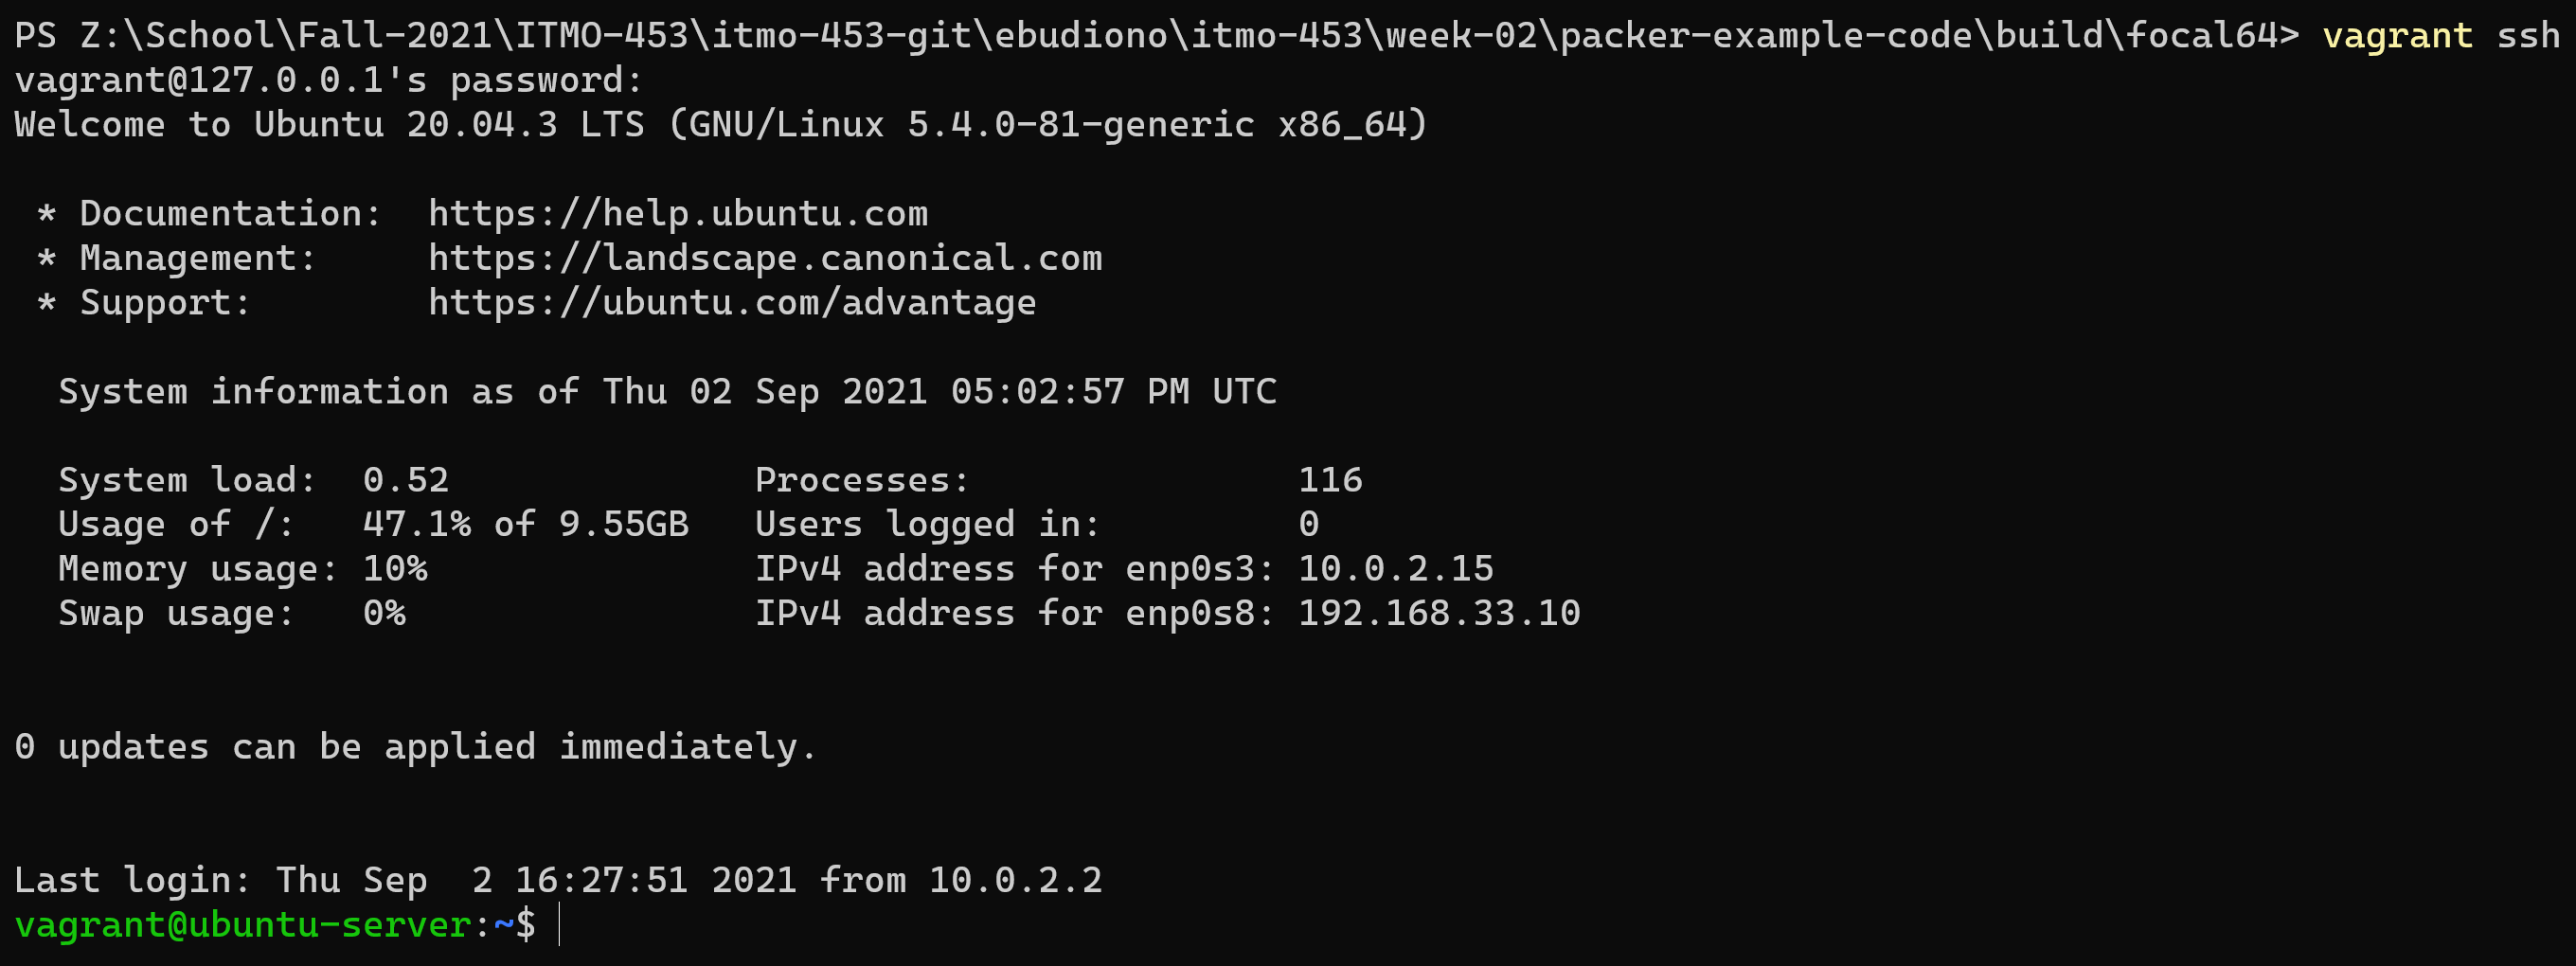 PS Z:\School\Fall-2021\ITMO-453\itmo-453-git\ebudiono\itmo-453\week-02\packer-example-code\build\focal64> vagrant ssh
vagrant@127.0.0.1's password:
Welcome to Ubuntu 20.04.3 LTS (GNU/Linux 5.4.0-81-generic x86_64)

 * Documentation:  https://help.ubuntu.com
 * Management:     https://landscape.canonical.com
 * Support:        https://ubuntu.com/advantage

  System information as of Thu 02 Sep 2021 05:02:57 PM UTC

  System load:  0.52              Processes:               116
  Usage of /:   47.1% of 9.55GB   Users logged in:         0
  Memory usage: 10%               IPv4 address for enp0s3: 10.0.2.15
  Swap usage:   0%                IPv4 address for enp0s8: 192.168.33.10

0 updates can be applied immediately.

Last login: Thu Sep  2 16:27:51 2021 from 10.0.2.2
vagrant@ubuntu-server:~$